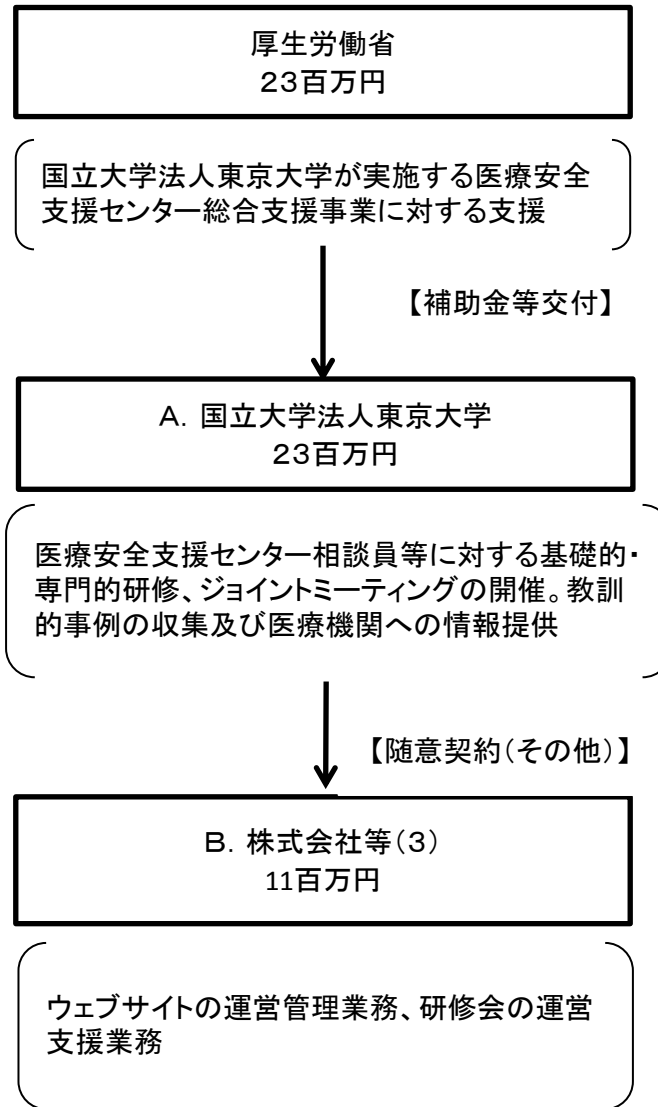 厚生労働省
２３百万円
国立大学法人東京大学が実施する医療安全
支援センター総合支援事業に対する支援
【補助金等交付】
Ａ．国立大学法人東京大学
２３百万円
医療安全支援センター相談員等に対する基礎的・
専門的研修、ジョイントミーティングの開催。教訓
的事例の収集及び医療機関への情報提供
【随意契約（その他）】
Ｂ．株式会社等（３）
11百万円
ウェブサイトの運営管理業務、研修会の運営
支援業務